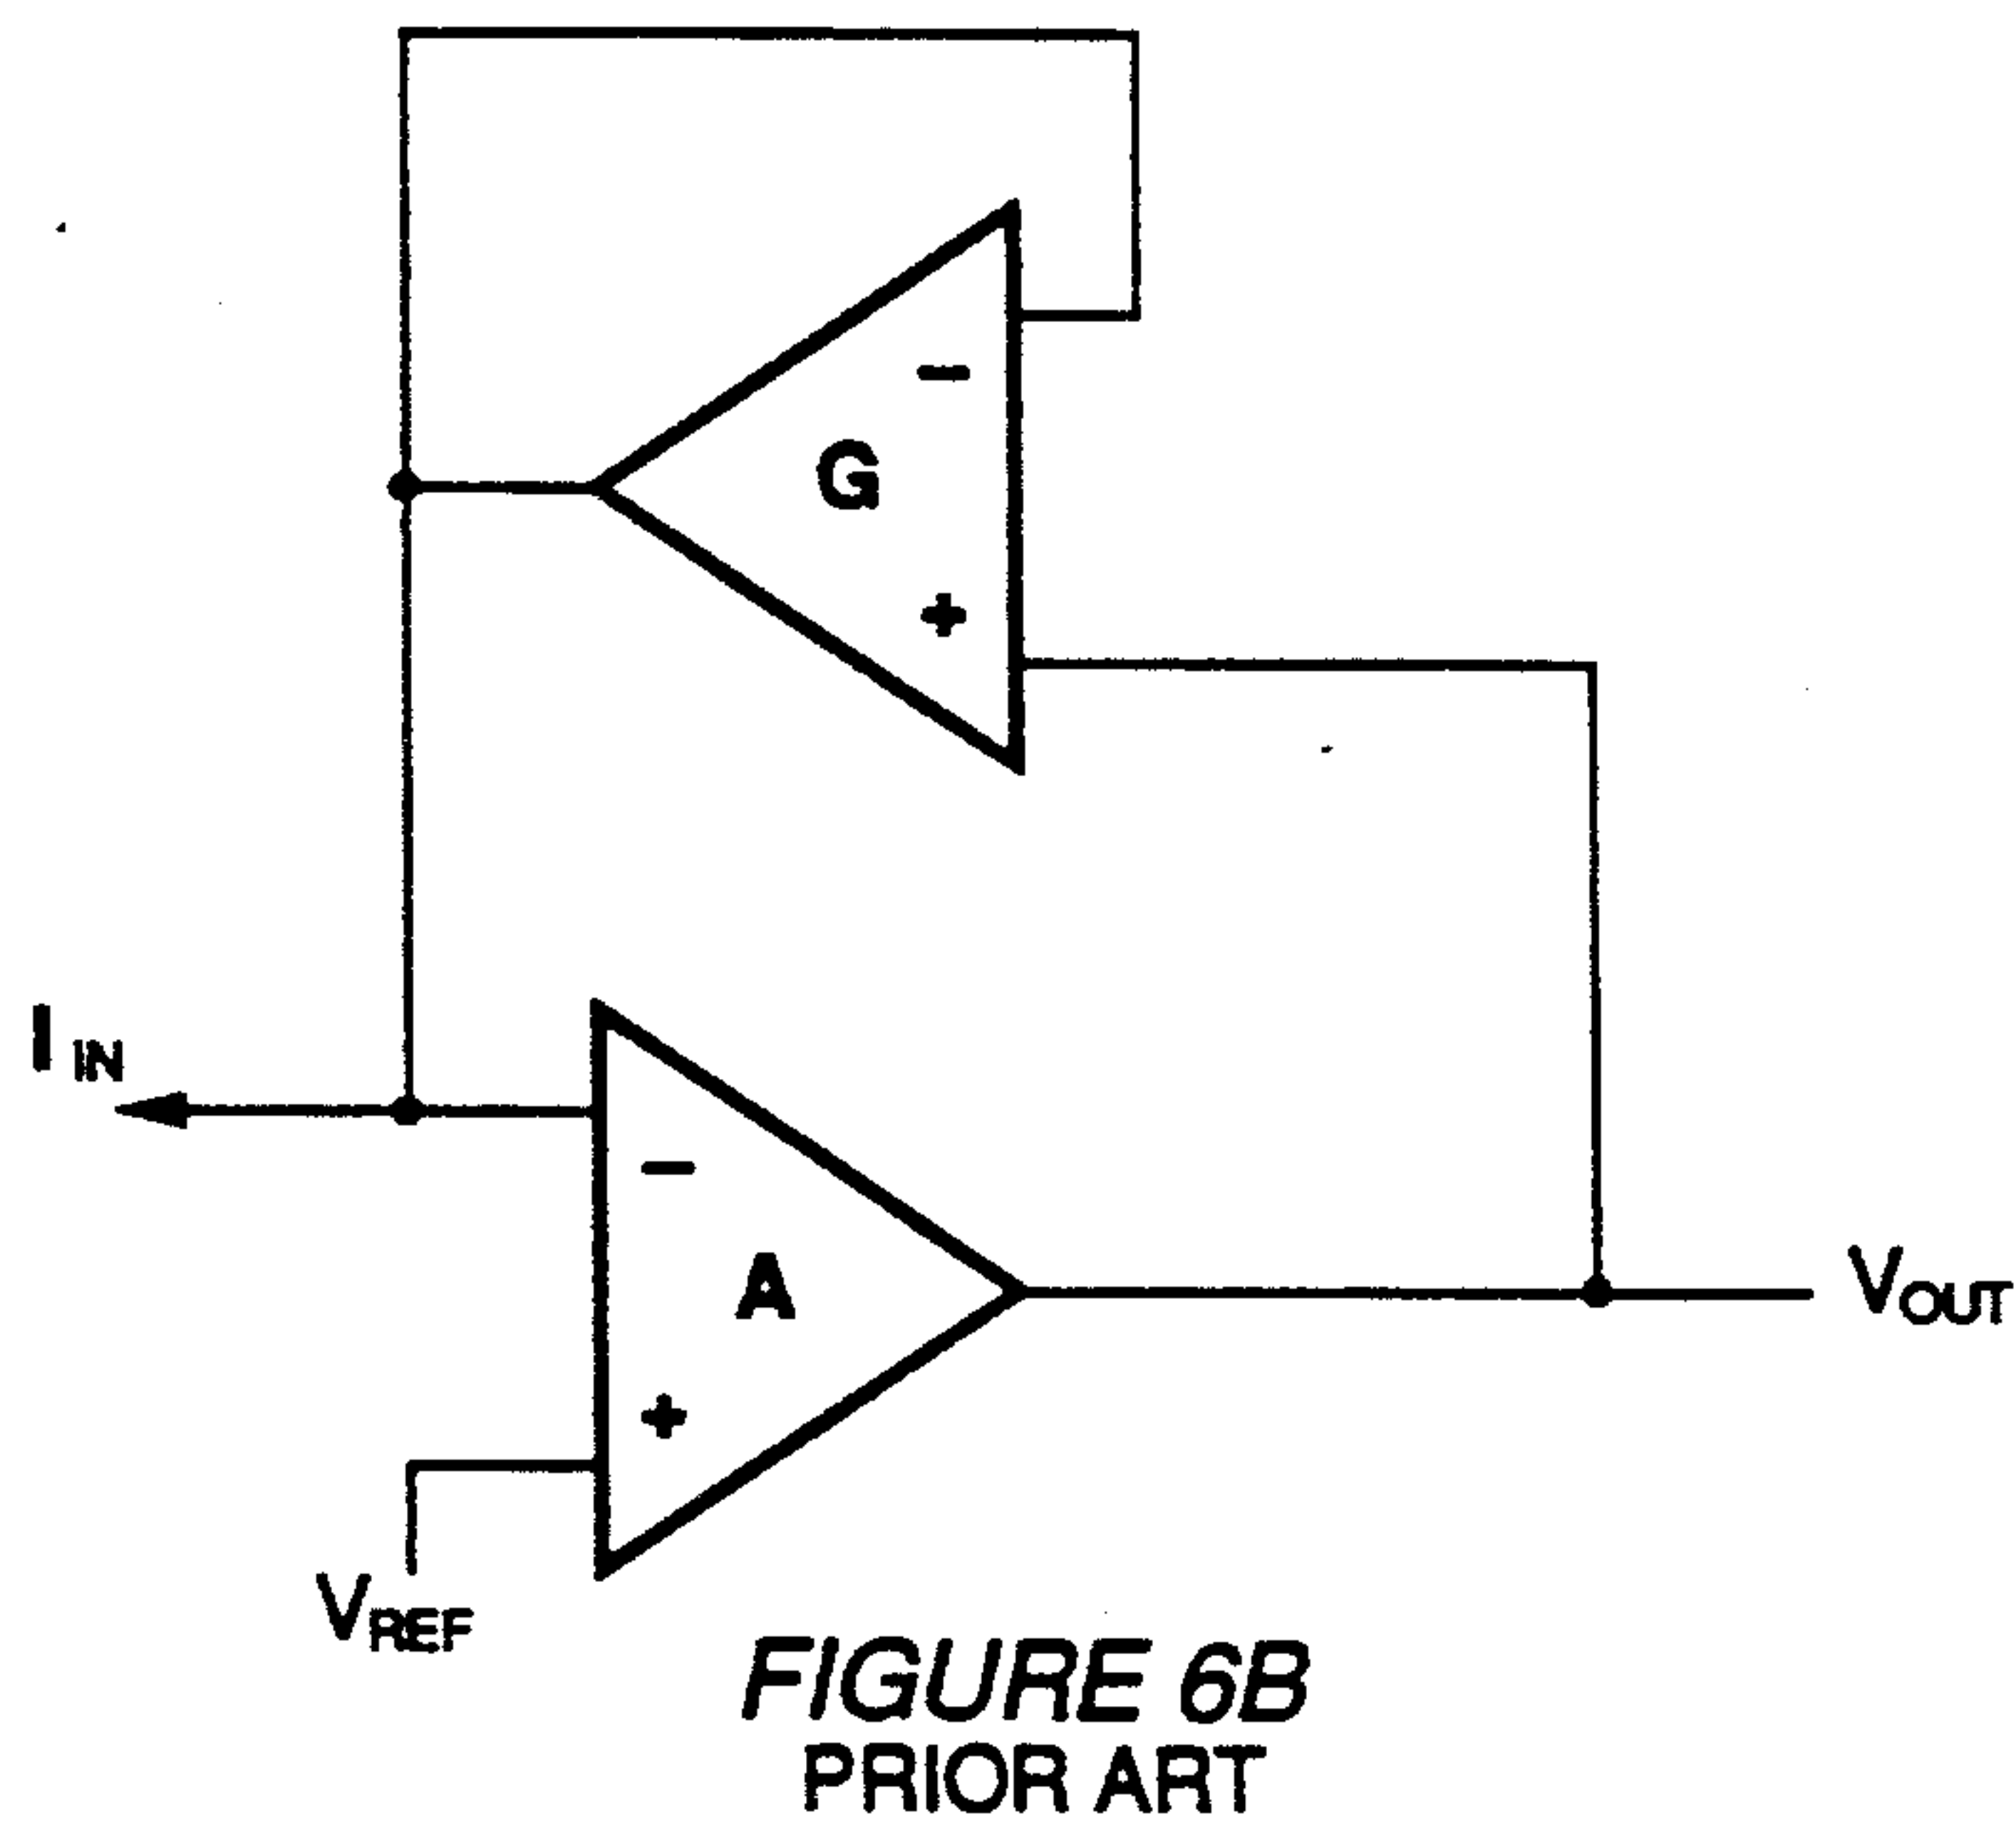 −
G
+
I IN
−
A
+
VOUT
VREF
FIGURE 6B
PRIOR ART